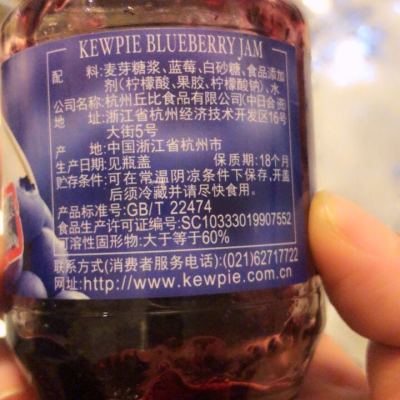 KEWPIE BLUEBERRY JAM
配 料:麦芽糖浆、蓝莓、白砂糖、食品添加
剂(柠檬酸、果胶、柠檬酸钠)、水
公司名称:杭州丘比食品有限公司(中日合资)
地 址:浙江省杭州经济技术开发区16号
大街5号
产 地:中国浙江省杭州市
生产日期:见瓶盖 保质期:18个月
贮存条件:可在常温阴凉条件下保存,开盖
后须冷藏并请尽快食用。
产品标准号:GB/T 22474
食品生产许可证编号:SC10333019907552
可溶性固形物:大于等于60%
联系方式(消费者服务电话):(021)62717722
网址:http://www.kewpie.com.cn